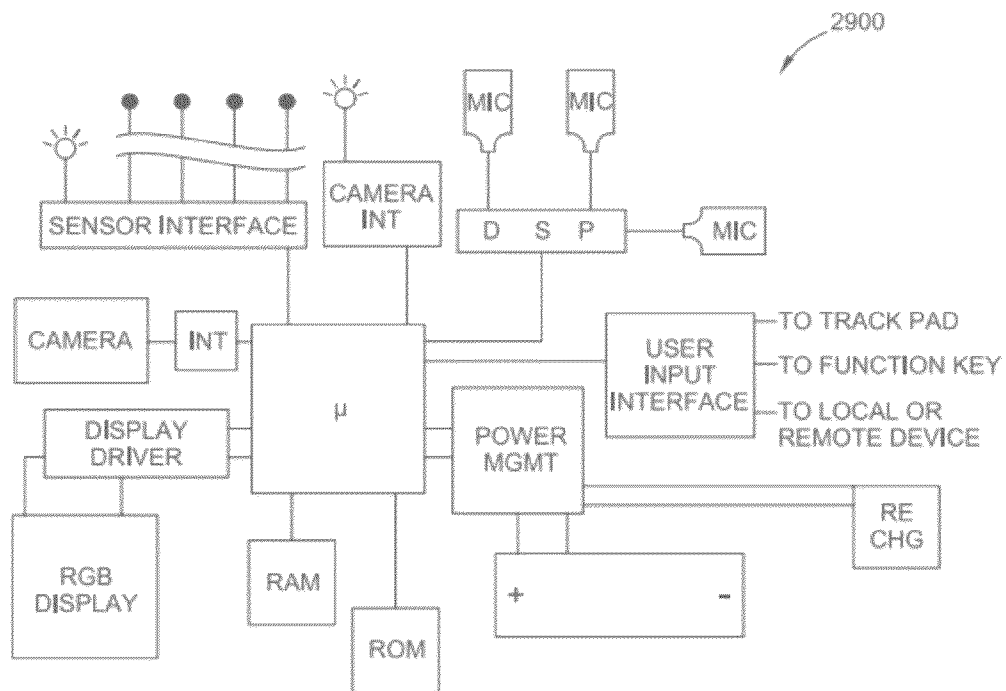 2900
MIC
MIC
CAMERA
INT
SENSOR INTERFACE
D S P
MIC
CAMERA
INT
µ
USER
INPUT
INTERFACE
TO TRACK PAD
TO FUNCTION KEY
TO LOCAL OR
REMOTE DEVICE
DISPLAY
DRIVER
POWER
MGMT
RE
CHG
RGB
DISPLAY
RAM
+ -
ROM